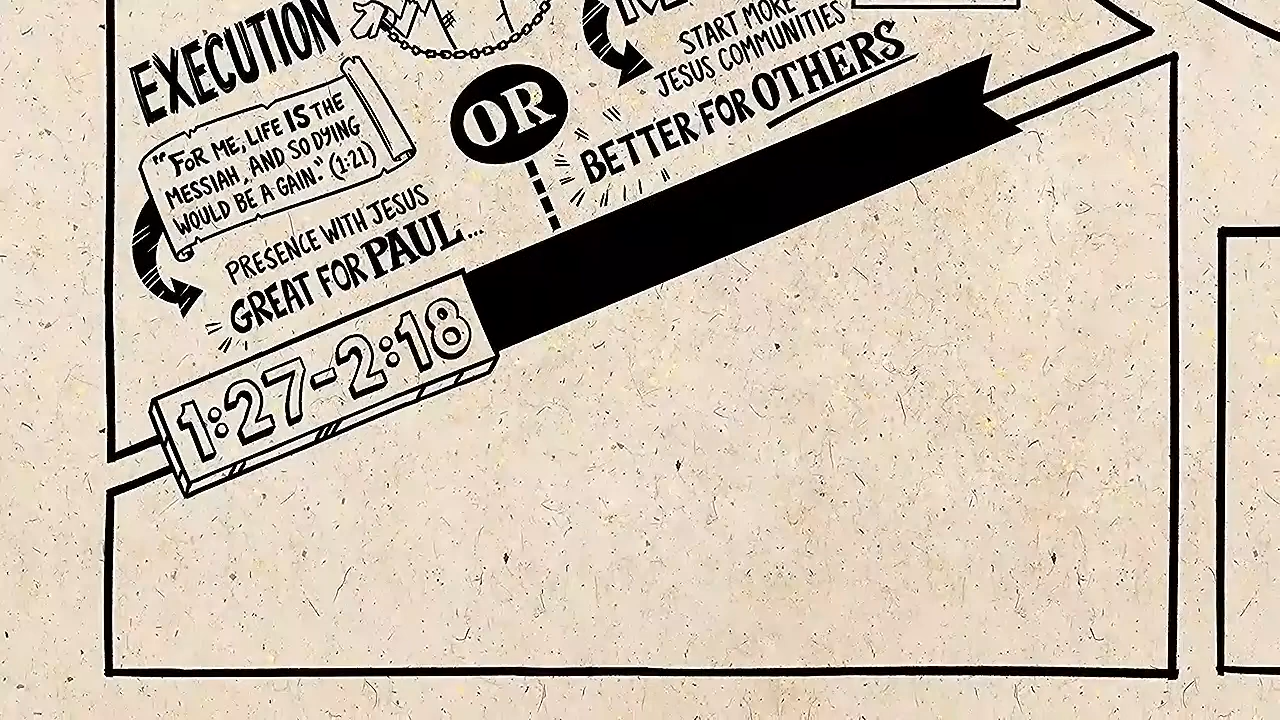 EXECUTION
"FOR ME, LIFE IS THE
MESSIAH, AND SO DYING
WOULD BE A GAIN." (1:21)
PRESENCE WITH JESUS
GREAT FOR PAUL...
OR
START MORE
JESUS COMMUNITIES
BETTER FOR OTHERS
1:27-2:18